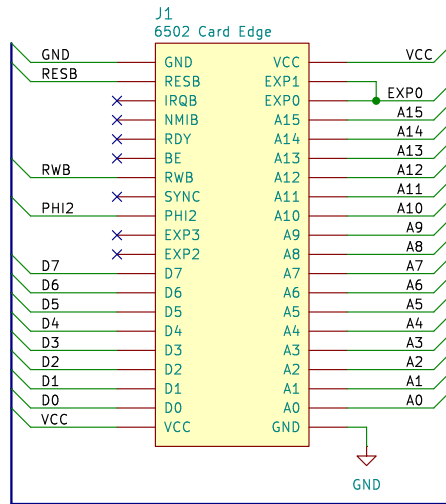 J1
6502 Card Edge
GND GND VCC VCC
RESB RESB EXP1
IRQB EXP0 EXP0
NMIB A15 A15
RDY A14 A14
BE A13 A13
RWB RWB A12 A12
SYNC A11 A11
PHI2 PHI2 A10 A10
EXP3 A9 A9
EXP2 A8 A8
D7 D7 A7 A7
D6 D6 A6 A6
D5 D5 A5 A5
D4 D4 A4 A4
D3 D3 A3 A3
D2 D2 A2 A2
D1 D1 A1 A1
D0 D0 A0 A0
VCC VCC GND
GND